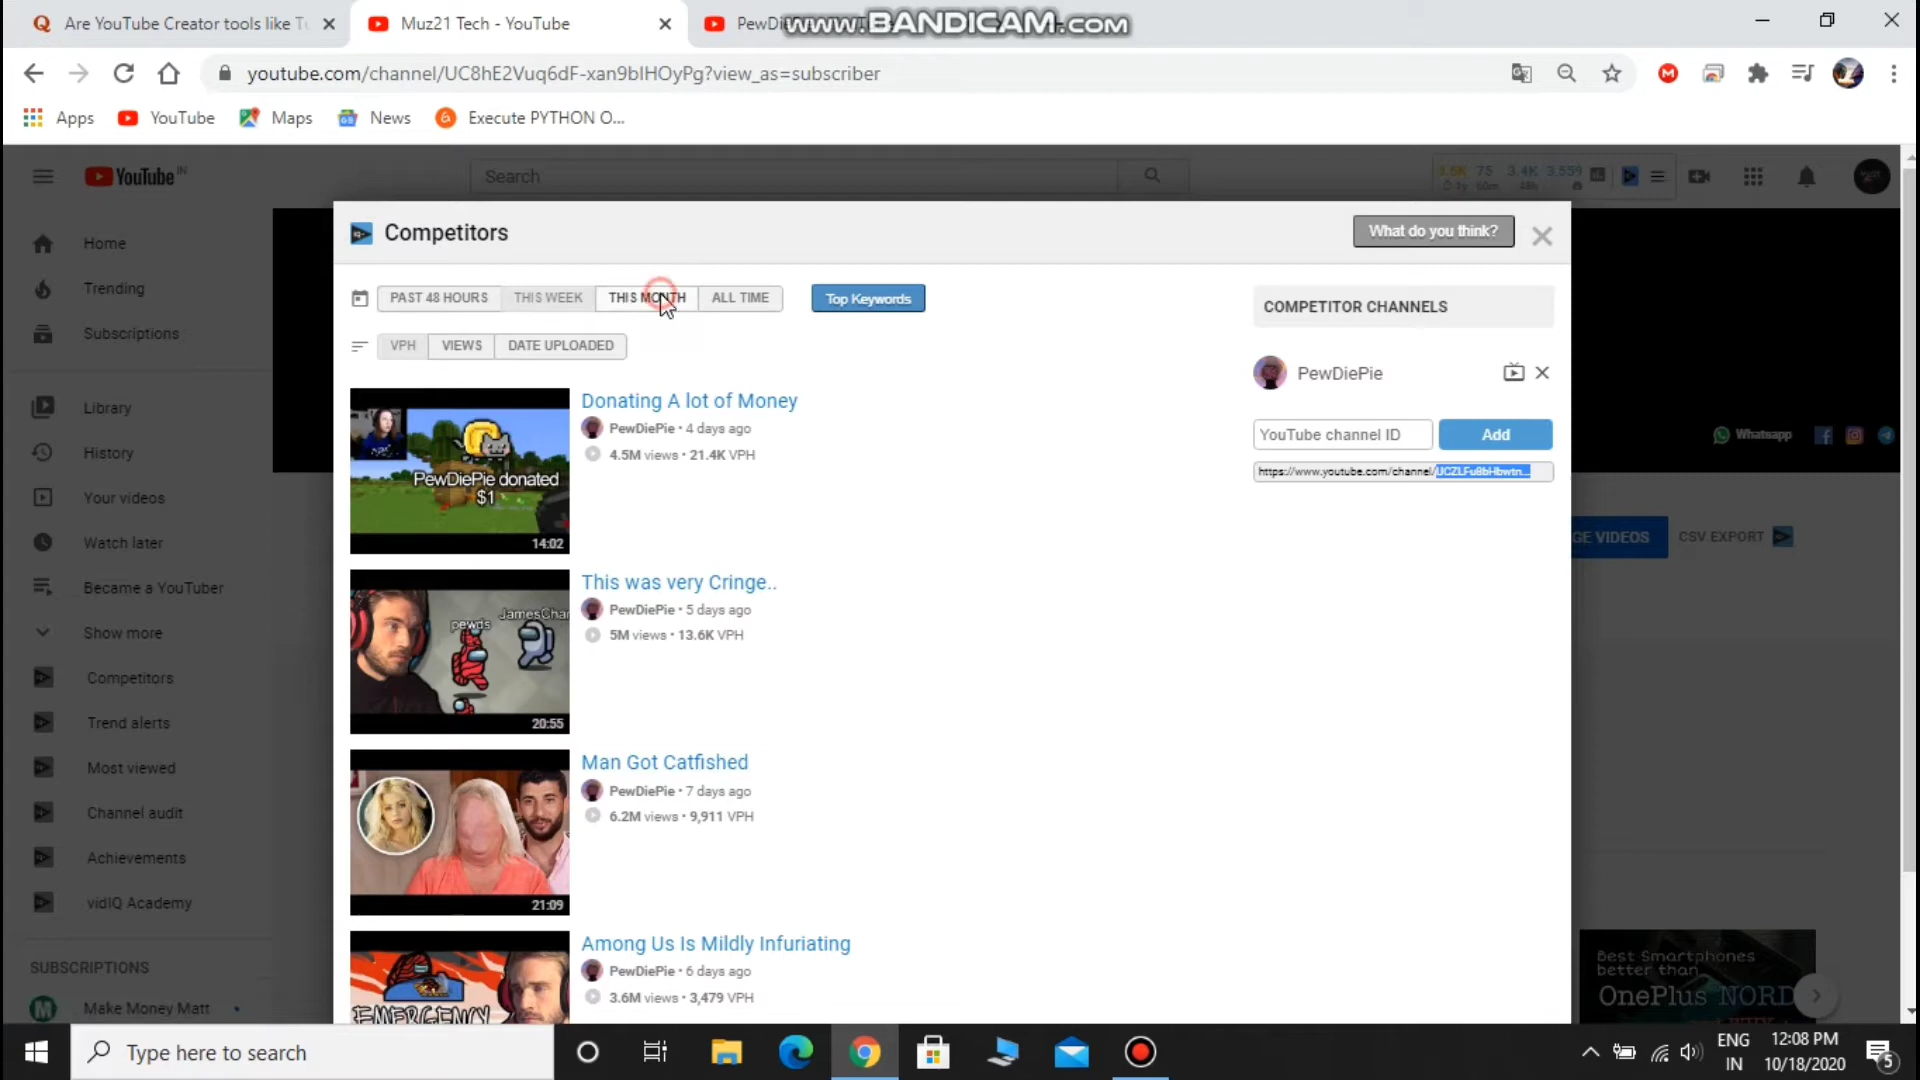 Are YouTube Creator tools like
Muz21 Tech - YouTube
www.BANDICAM.com
youtube.com/channel/UC8hE2Vuq6dF-xan9bIHOyPg?view_as=subscriber
Apps
YouTube
Maps
News
Execute PYTHON O...
YouTube IN
Search
75
3.4K
3,559
60m
48h
Home
Trending
Subscriptions
Library
History
Your videos
Watch later
Became a YouTuber
Show more
Competitors
Trend alerts
Most viewed
Channel audit
Achievements
vidIQ Academy
SUBSCRIPTIONS
Make Money Matt
Competitors
What do you think?
PAST 48 HOURS
THIS WEEK
THIS MONTH
ALL TIME
Top Keywords
VPH
VIEWS
DATE UPLOADED
PewDiePie donated
$1
14:02
Donating A lot of Money
PewDiePie • 4 days ago
4.5M views • 21.4K VPH
pewds
JamesChar
20:55
This was very Cringe..
PewDiePie • 5 days ago
5M views • 13.6K VPH
21:09
Man Got Catfished
PewDiePie • 7 days ago
6.2M views • 9,911 VPH
EMERGENCY
Among Us Is Mildly Infuriating
PewDiePie • 6 days ago
3.6M views • 3,479 VPH
COMPETITOR CHANNELS
PewDiePie
YouTube channel ID
Add
https://www.youtube.com/channel/UCZLFu8bHbwtn...
Whatsapp
GE VIDEOS
CSV EXPORT
Best Smartphones
better than
OnePlus NORD
Type here to search
ENG
IN
12:08 PM
10/18/2020
5